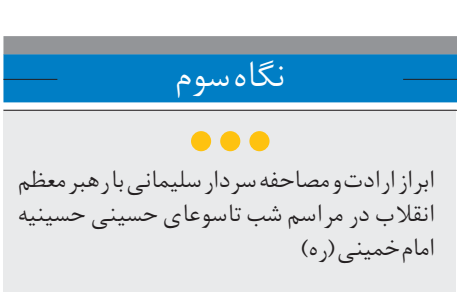 نگاه سوم
ابراز ارادت و مصاحفه سردار سلیمانی با رهبر معظم
انقلاب در مراسم شب تاسوعای حسینی حسینیه
امام خمینی (ره)